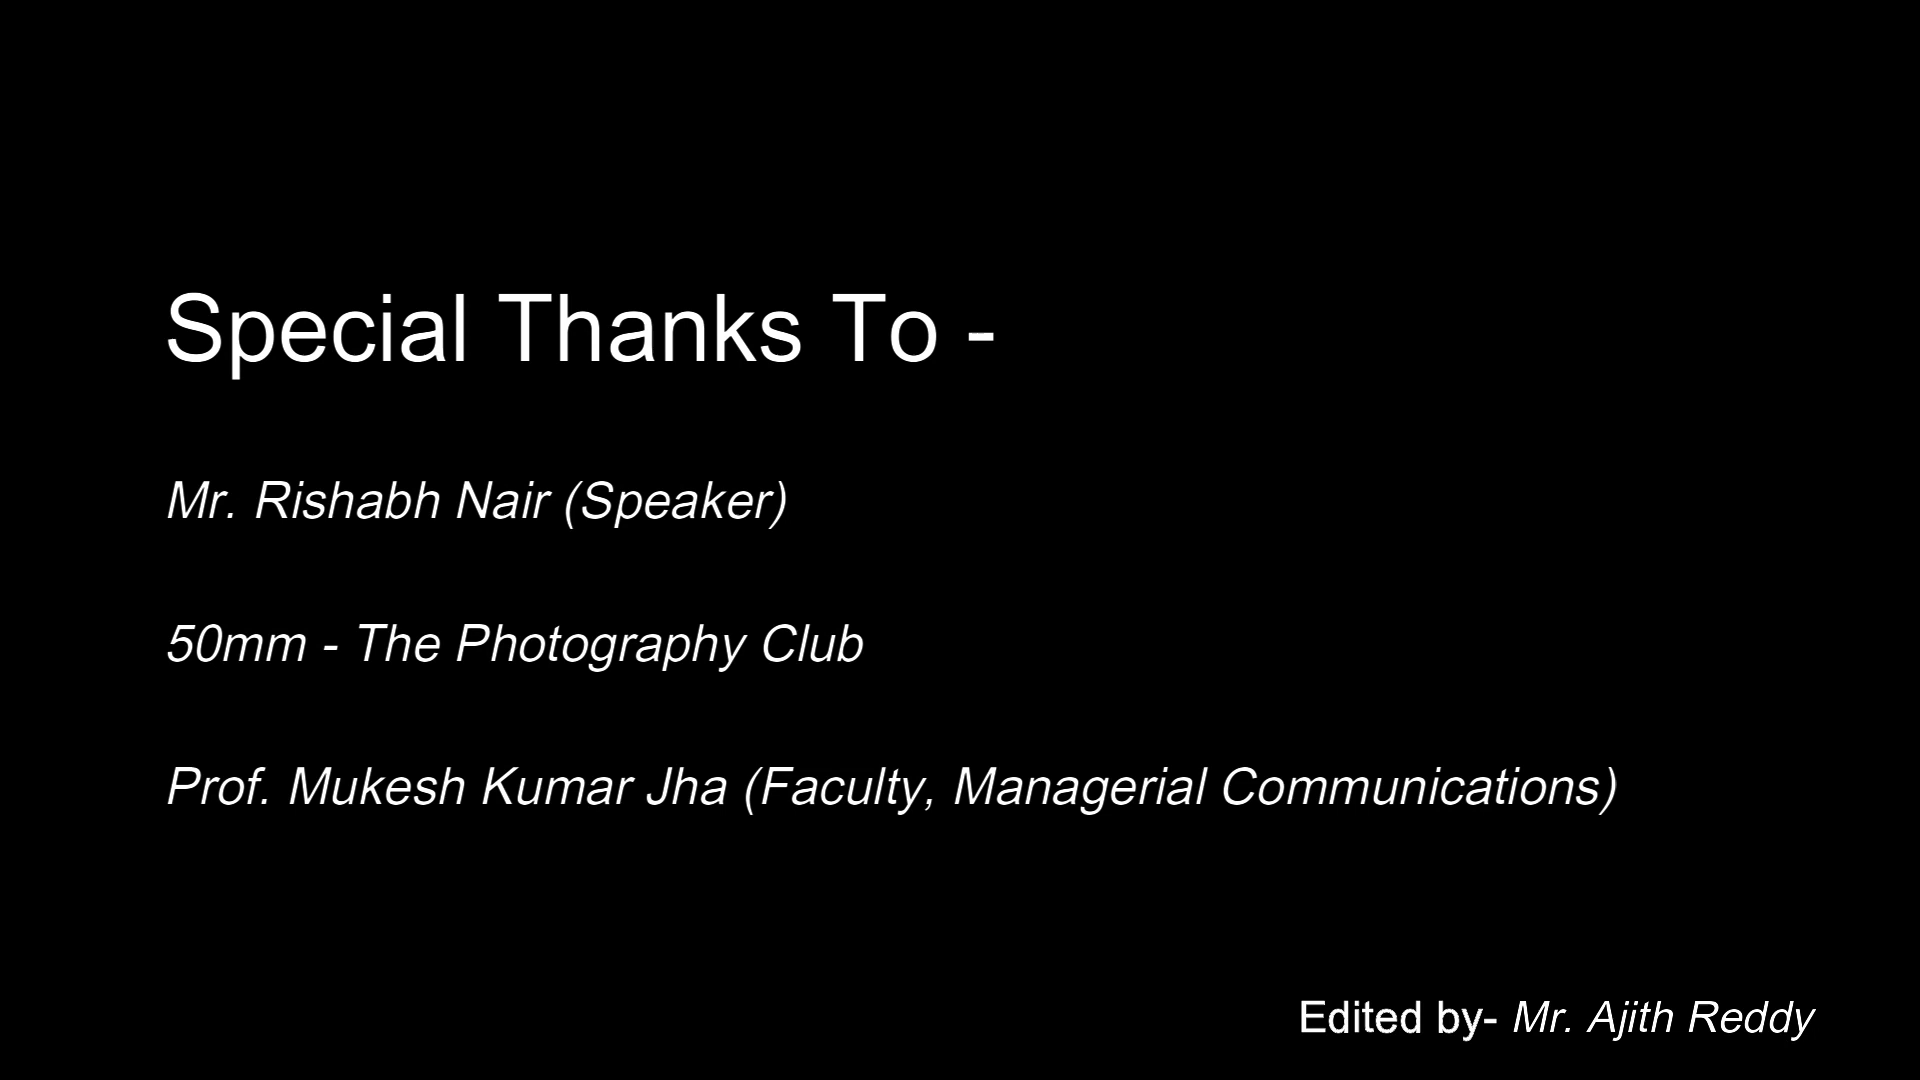 Special Thanks To -
Mr. Rishabh Nair (Speaker)
50mm - The Photography Club
Prof. Mukesh Kumar Jha (Faculty, Managerial Communications)
Edited by- Mr. Ajith Reddy